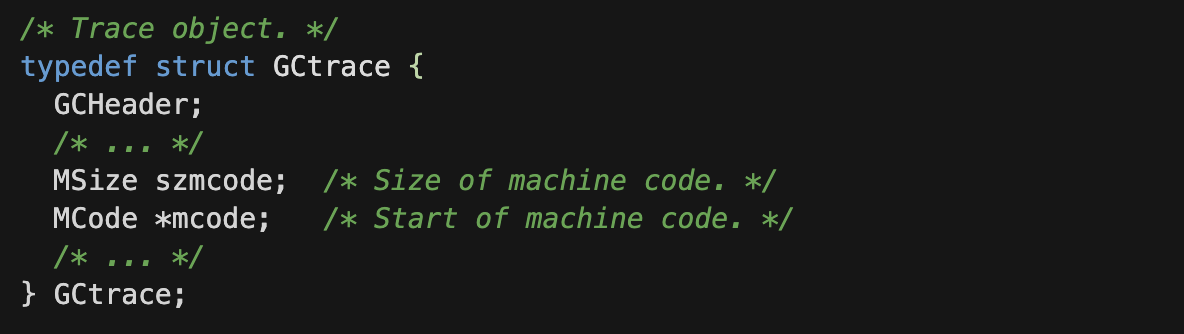 /* Trace object. */
typedef struct GCtrace {
  GCHeader;
  /* ... */
  MSize szmcode;  /* Size of machine code. */
  MCode *mcode;   /* Start of machine code. */
  /* ... */
} GCtrace;